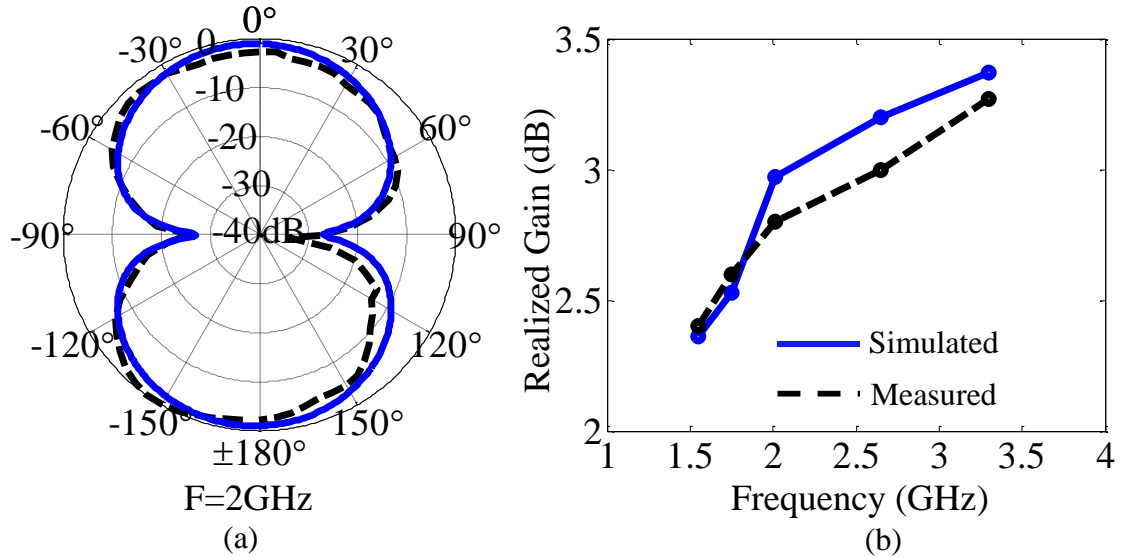 0°
-30°
0
30°
-10
-60°
60°
-20
-30
-90°
-40dB
90°
-120°
120°
-150°
150°
±180°
F=2GHz
(a)
3.5
3
2.5
2
Realized Gain (dB)
Simulated
Measured
1 1.5 2 2.5 3 3.5 4
Frequency (GHz)
(b)